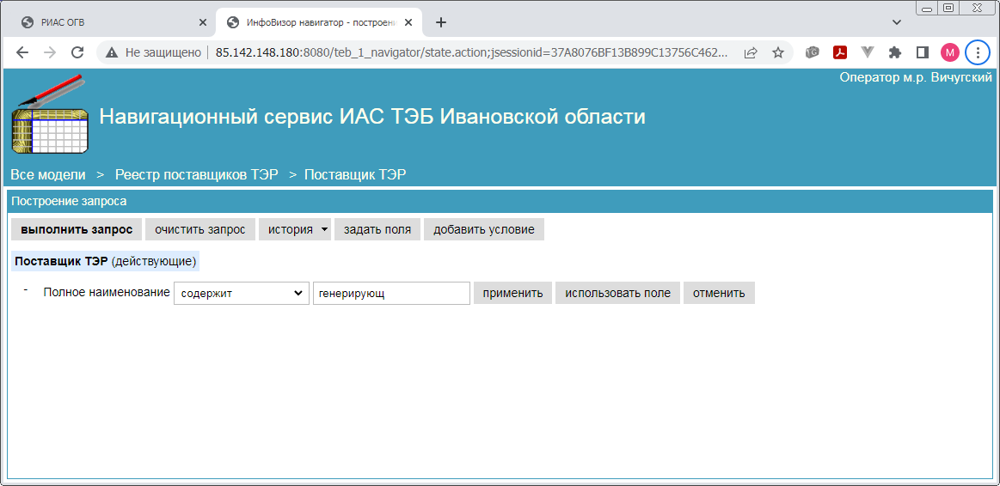 РИАС ОГВ
ИнфоВизор навигатор - построен
Не защищено
85.142.148.180:8080/teb_1_navigator/state.action;jsessionid=37A8076BF13B899C13756C462...
М
Оператор м.р. Вичугский
Навигационный сервис ИАС ТЭБ Ивановской области
Все модели > Реестр поставщиков ТЭР > Поставщик ТЭР
Построение запроса
выполнить запрос очистить запрос история задать поля добавить условие
Поставщик ТЭР (действующие)
- Полное наименование содержит генерирующ применить использовать поле отменить